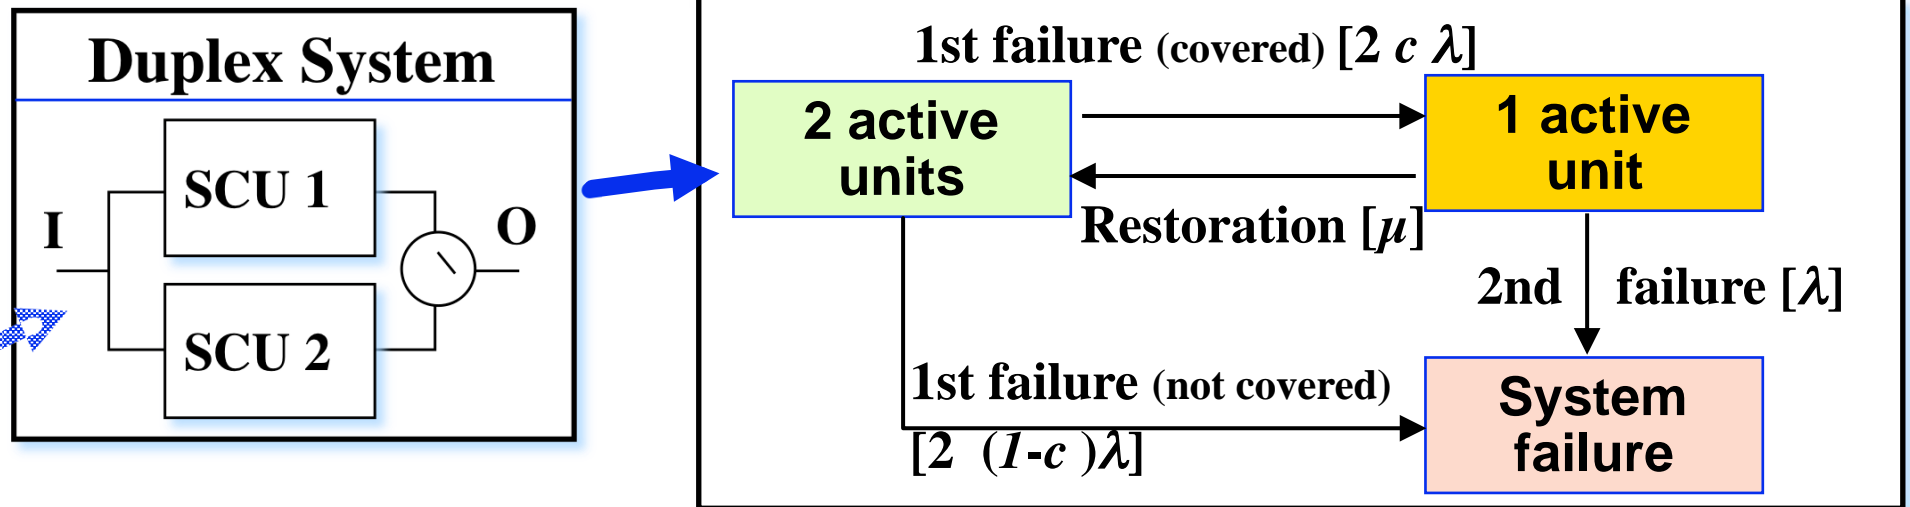 Duplex System
SCU 1
I
O
SCU 2
1st failure (covered) [2 c λ]
2 active
units
1 active
unit
Restoration [μ]
2nd failure [λ]
1st failure (not covered)
[2 (1-c )λ]
System
failure